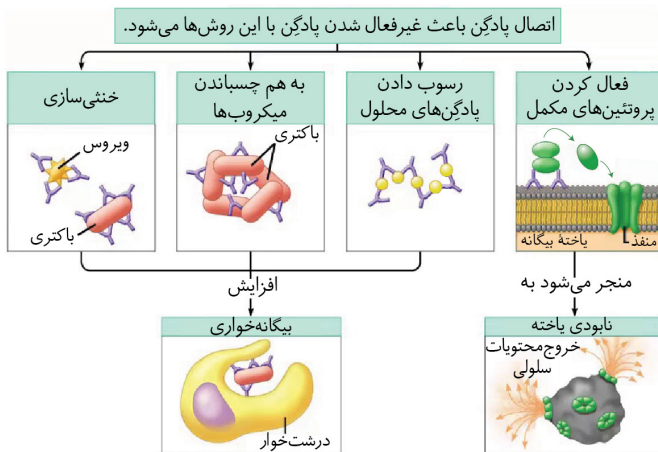 اتصال پادگِن باعث غیرفعال شدن پادگِن با این روش‌ها می‌شود.
فعال کردن
پروتئین‌های مکمل
رسوب دادن
پادگِن‌های محلول
به هم چسباندن
میکروب‌ها
خنثی‌سازی
ویروس
باکتری
باکتری
یاختهٔ بیگانه
منفذ
منجر می‌شود به
افزایش
نابودی یاخته
خروج‌محتویات
سلولی
بیگانه‌خواری
درشت‌خوار